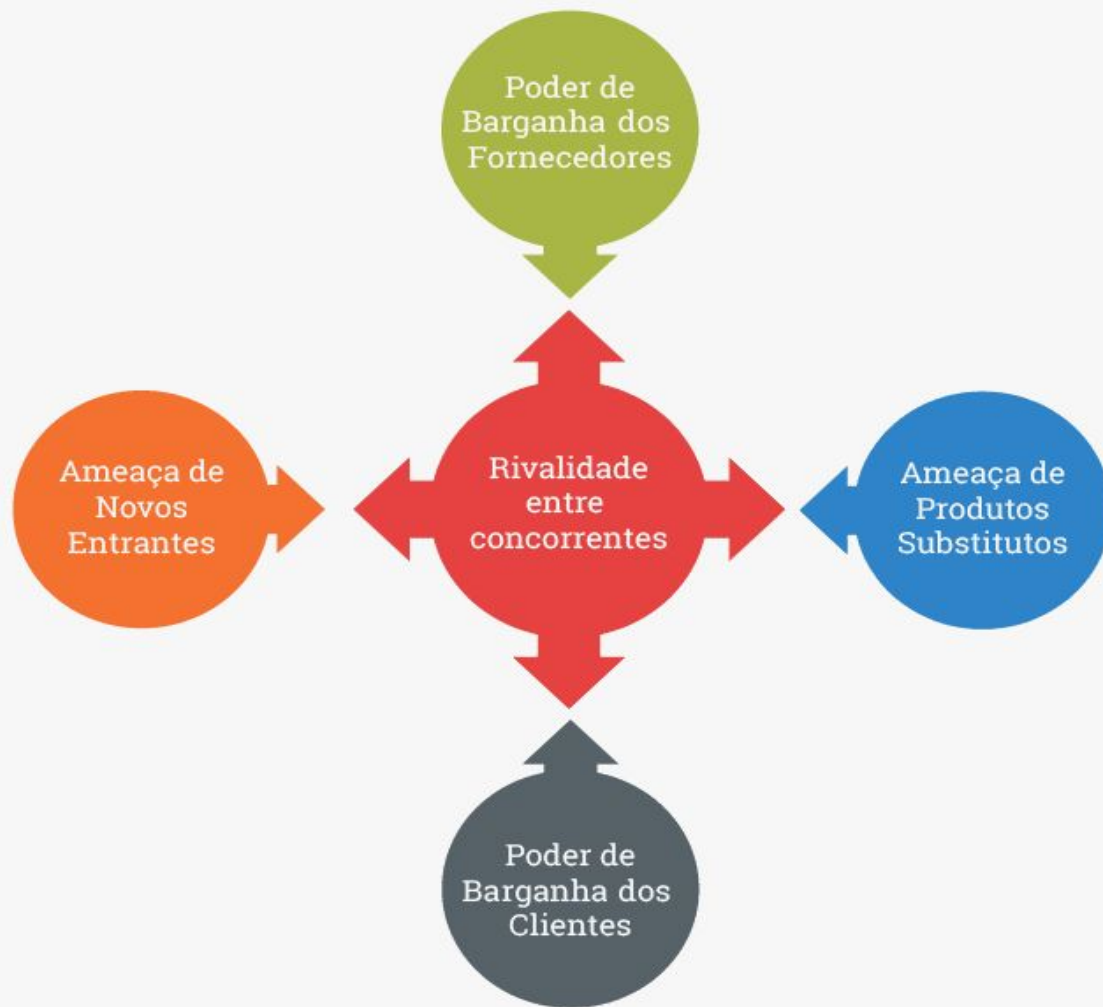 Poder de
Barganha dos
Fornecedores
Ameaça de
Novos
Entrantes
Rivalidade
entre
concorrentes
Ameaça de
Produtos
Substitutos
Poder de
Barganha dos
Clientes